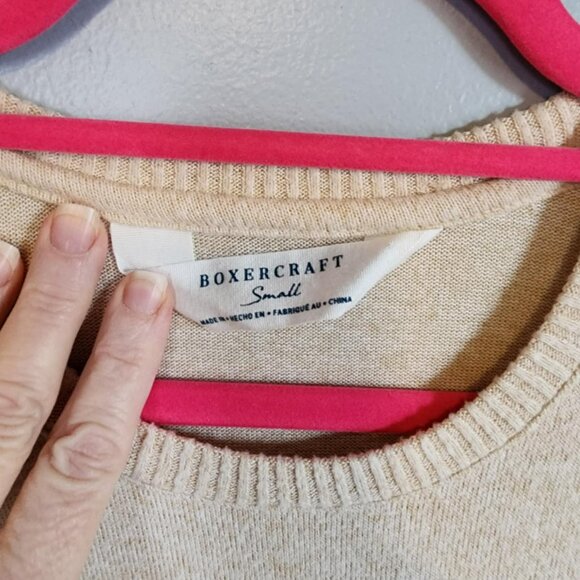 BOXERCRAFT
Small
MADE IN • HECHO EN • FABRIQUÉ AU • CHINA